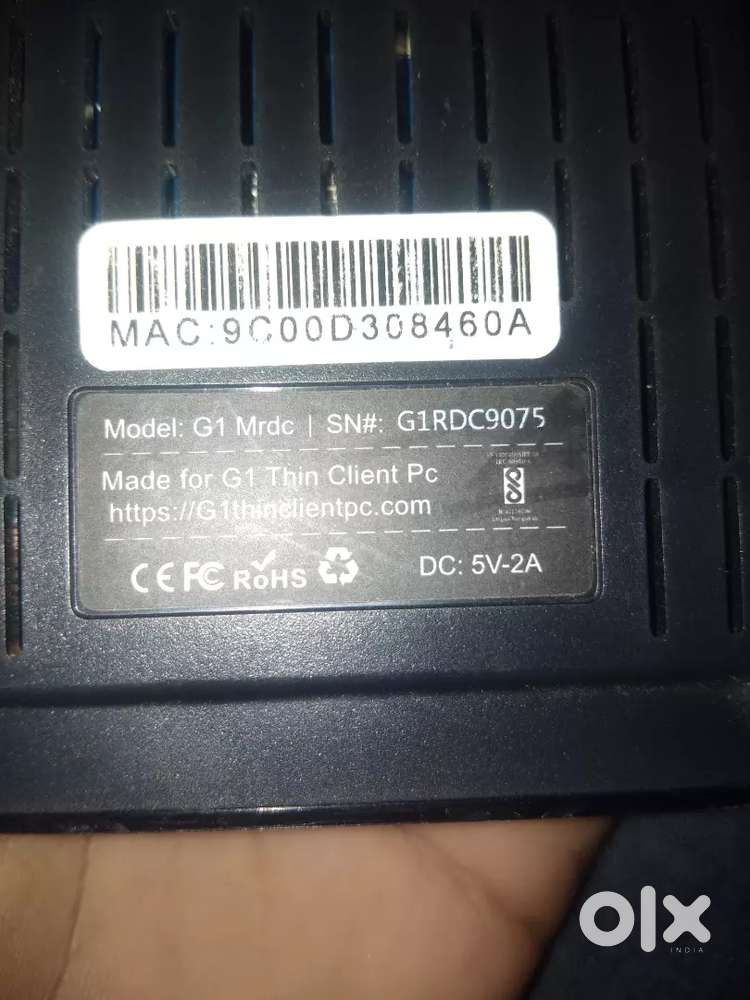 MAC:9C00D308460A
Model: G1 Mrdc | SN#: G1RDC9075
Made for G1 Thin Client Pc
https://G1thinclientpc.com
CE FC RoHS DC: 5V-2A
olx
INDIA